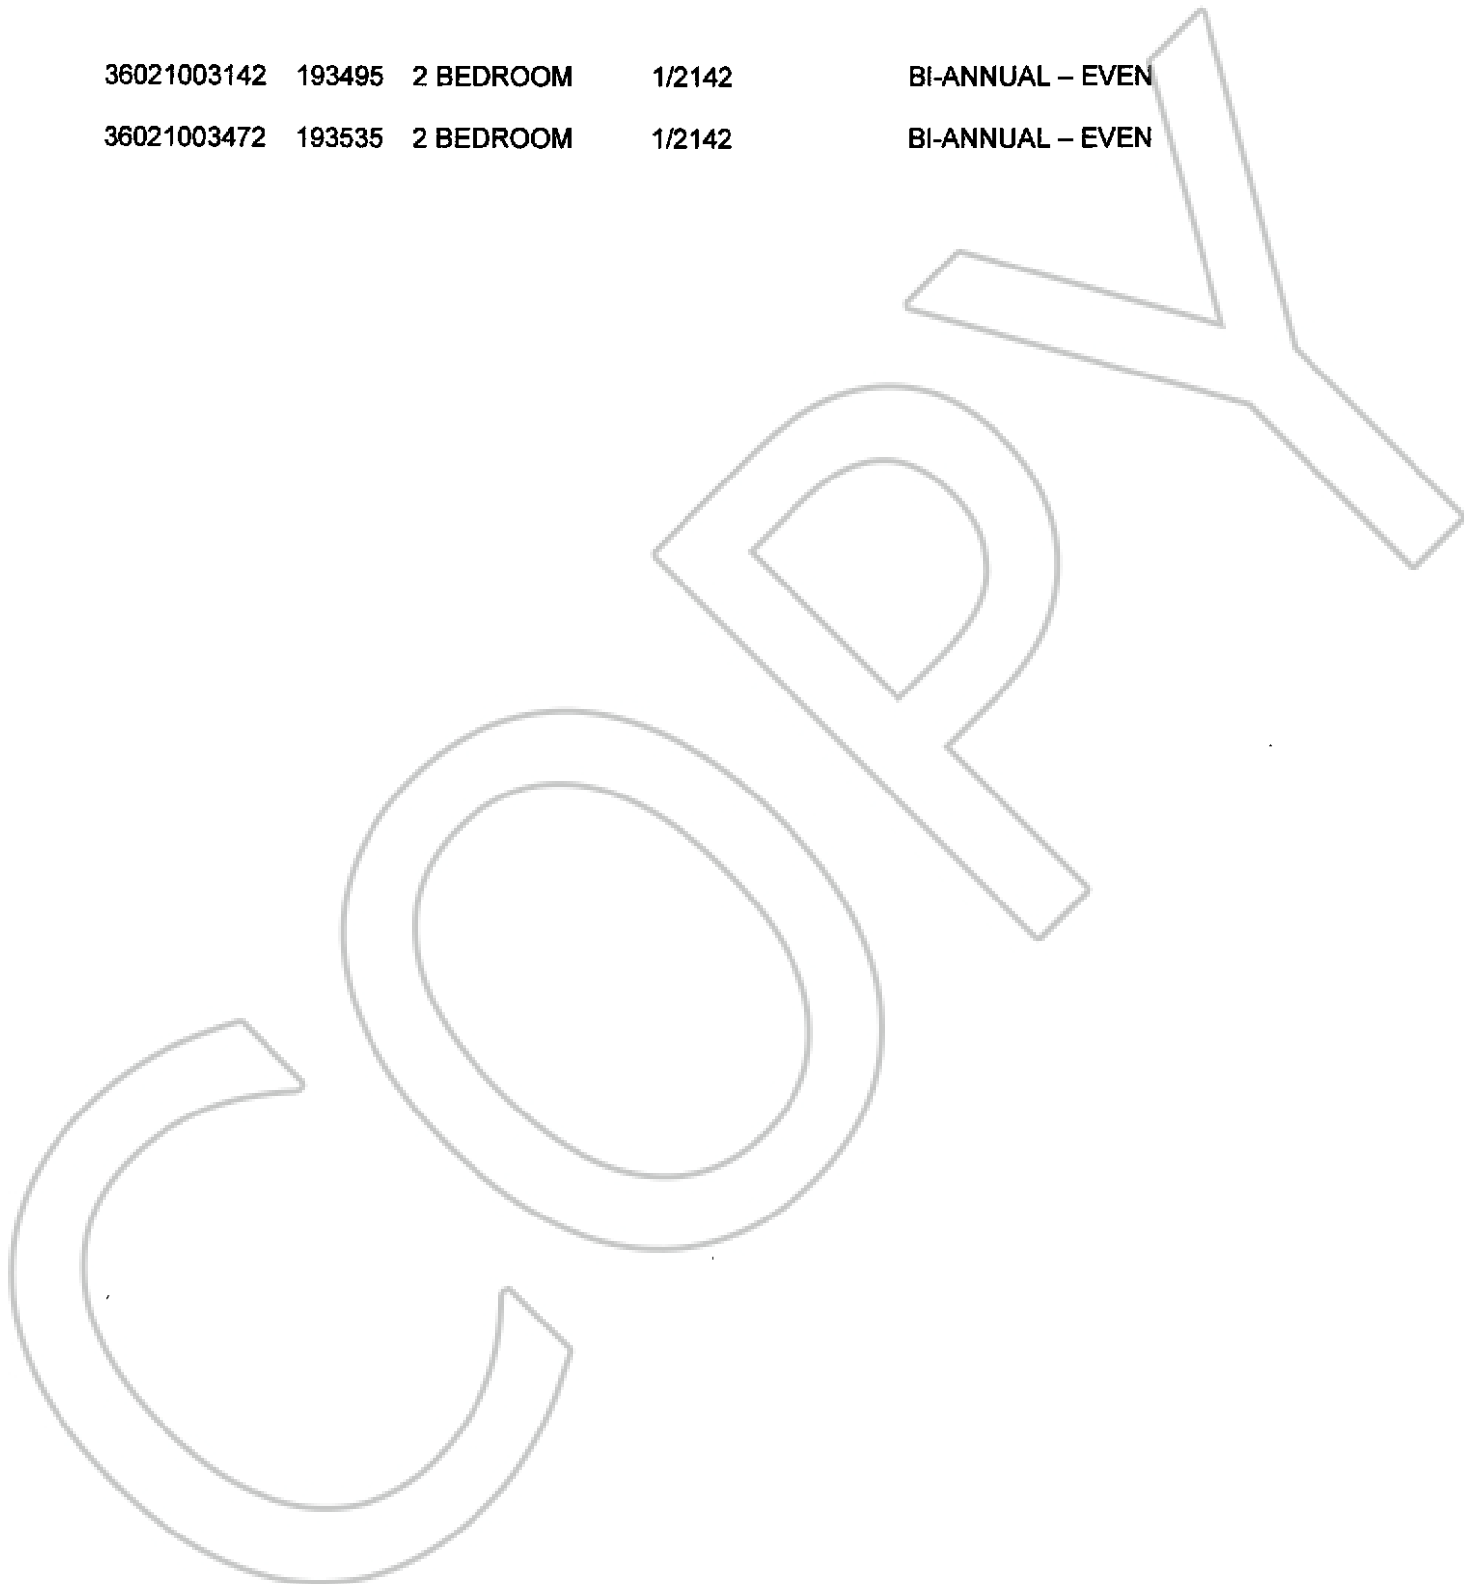 36021003142 193495 2 BEDROOM 1/2142 BI-ANNUAL – EVEN
36021003472 193535 2 BEDROOM 1/2142 BI-ANNUAL – EVEN
COPY